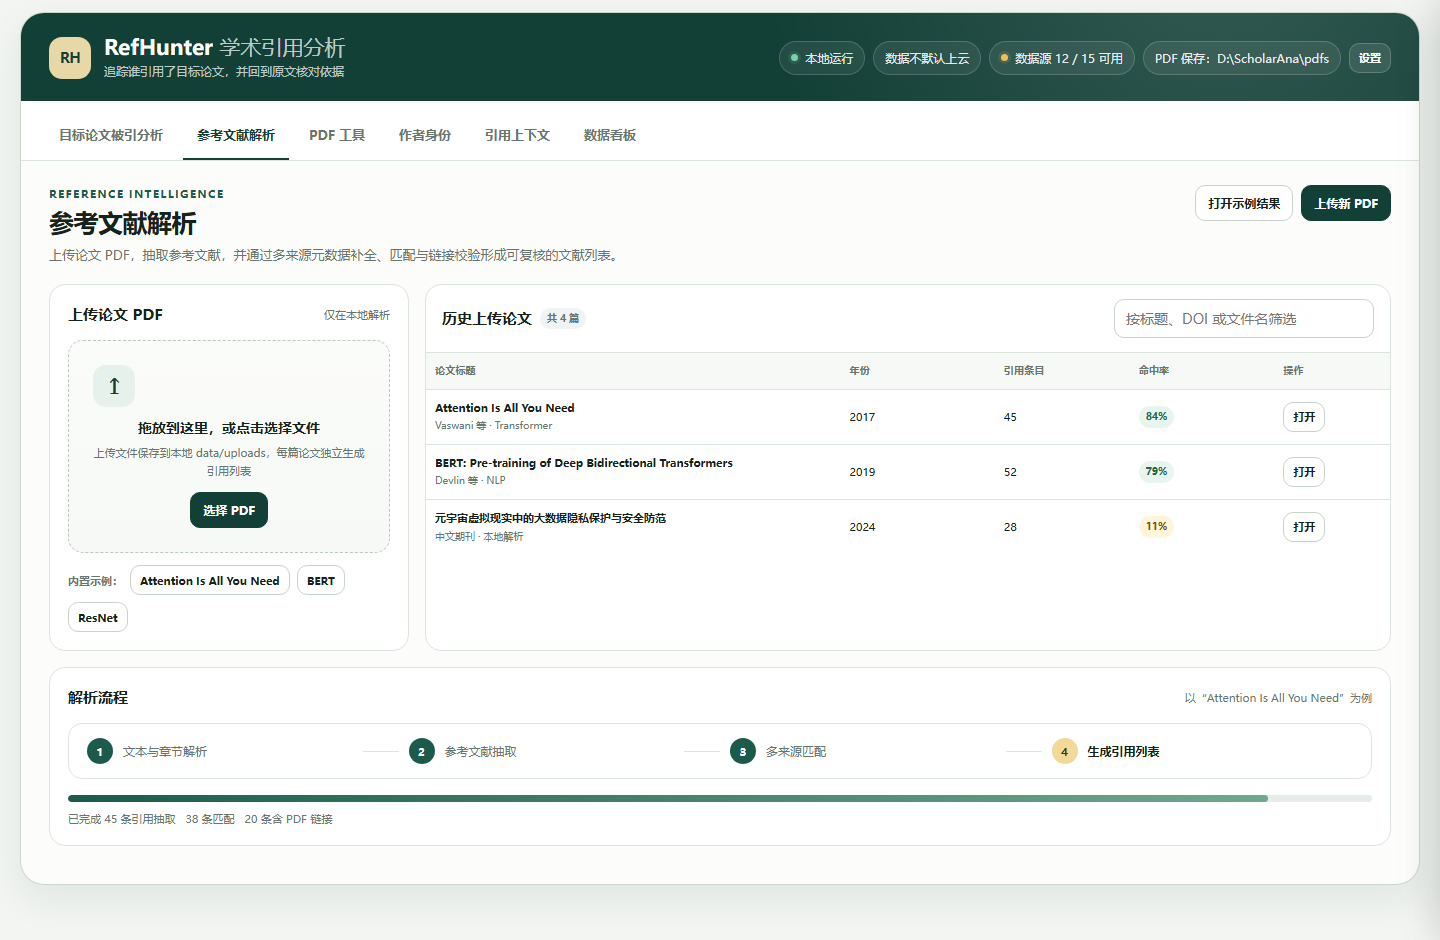 RH
RefHunter 学术引用分析
追踪谁引用了目标论文，并回到原文核对依据
本地运行
数据不默认上云
数据源 12 / 15 可用
PDF 保存：D:\ScholarAna\pdfs
设置
目标论文被引分析
参考文献解析
PDF 工具
作者身份
引用上下文
数据看板
REFERENCE INTELLIGENCE
参考文献解析
上传论文 PDF，抽取参考文献，并通过多来源元数据补全、匹配与链接校验形成可复核的文献列表。
打开示例结果
上传新 PDF
上传论文 PDF
仅在本地解析
↥
拖放到这里，或点击选择文件
上传文件保存到本地 data/uploads，每篇论文独立生成
引用列表
选择 PDF
内置示例：
Attention Is All You Need
BERT
ResNet
历史上传论文
共 4 篇
按标题、DOI 或文件名筛选
论文标题 年份 引用条目 命中率 操作
Attention Is All You Need
Vaswani 等 · Transformer
2017 45 84% 打开
BERT: Pre-training of Deep Bidirectional Transformers
Devlin 等 · NLP
2019 52 79% 打开
元宇宙虚拟现实中的大数据隐私保护与安全防范
中文期刊 · 本地解析
2024 28 11% 打开
解析流程
以“Attention Is All You Need”为例
1 文本与章节解析
2 参考文献抽取
3 多来源匹配
4 生成引用列表
已完成 45 条引用抽取 38 条匹配 20 条含 PDF 链接